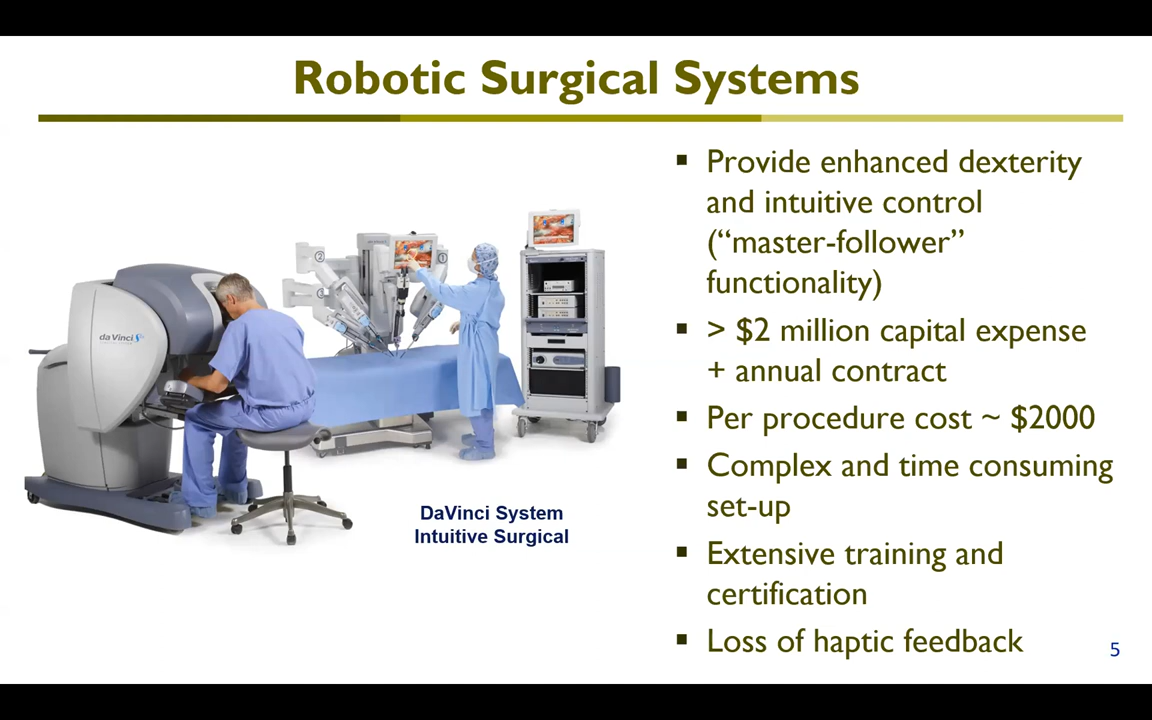 Robotic Surgical Systems
▪ Provide enhanced dexterity
and intuitive control
(“master-follower”
functionality)
▪ > $2 million capital expense
+ annual contract
▪ Per procedure cost ~ $2000
▪ Complex and time consuming
set-up
▪ Extensive training and
certification
▪ Loss of haptic feedback
da Vinci S
2
1
DaVinci System
Intuitive Surgical
5